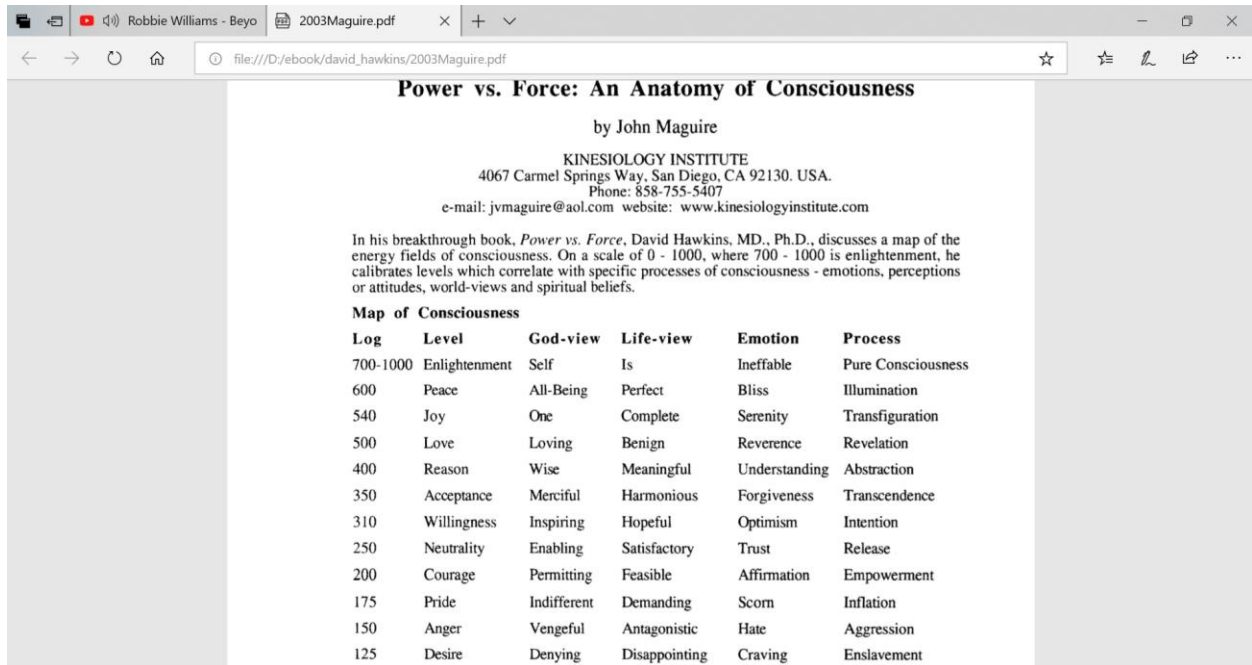 Robbie Williams - Beyo
2003Maguire.pdf
file:///D:/ebook/david_hawkins/2003Maguire.pdf
Power vs. Force: An Anatomy of Consciousness
by John Maguire
KINESIOLOGY INSTITUTE
4067 Carmel Springs Way, San Diego, CA 92130. USA.
Phone: 858-755-5407
e-mail: jvmaguire@aol.com website: www.kinesiologyinstitute.com
In his breakthrough book, Power vs. Force, David Hawkins, MD., Ph.D., discusses a map of the
energy fields of consciousness. On a scale of 0 - 1000, where 700 - 1000 is enlightenment, he
calibrates levels which correlate with specific processes of consciousness - emotions, perceptions
or attitudes, world-views and spiritual beliefs.
Map of Consciousness
Log Level God-view Life-view Emotion Process
700-1000 Enlightenment Self Is Ineffable Pure Consciousness
600 Peace All-Being Perfect Bliss Illumination
540 Joy One Complete Serenity Transfiguration
500 Love Loving Benign Reverence Revelation
400 Reason Wise Meaningful Understanding Abstraction
350 Acceptance Merciful Harmonious Forgiveness Transcendence
310 Willingness Inspiring Hopeful Optimism Intention
250 Neutrality Enabling Satisfactory Trust Release
200 Courage Permitting Feasible Affirmation Empowerment
175 Pride Indifferent Demanding Scorn Inflation
150 Anger Vengeful Antagonistic Hate Aggression
125 Desire Denying Disappointing Craving Enslavement